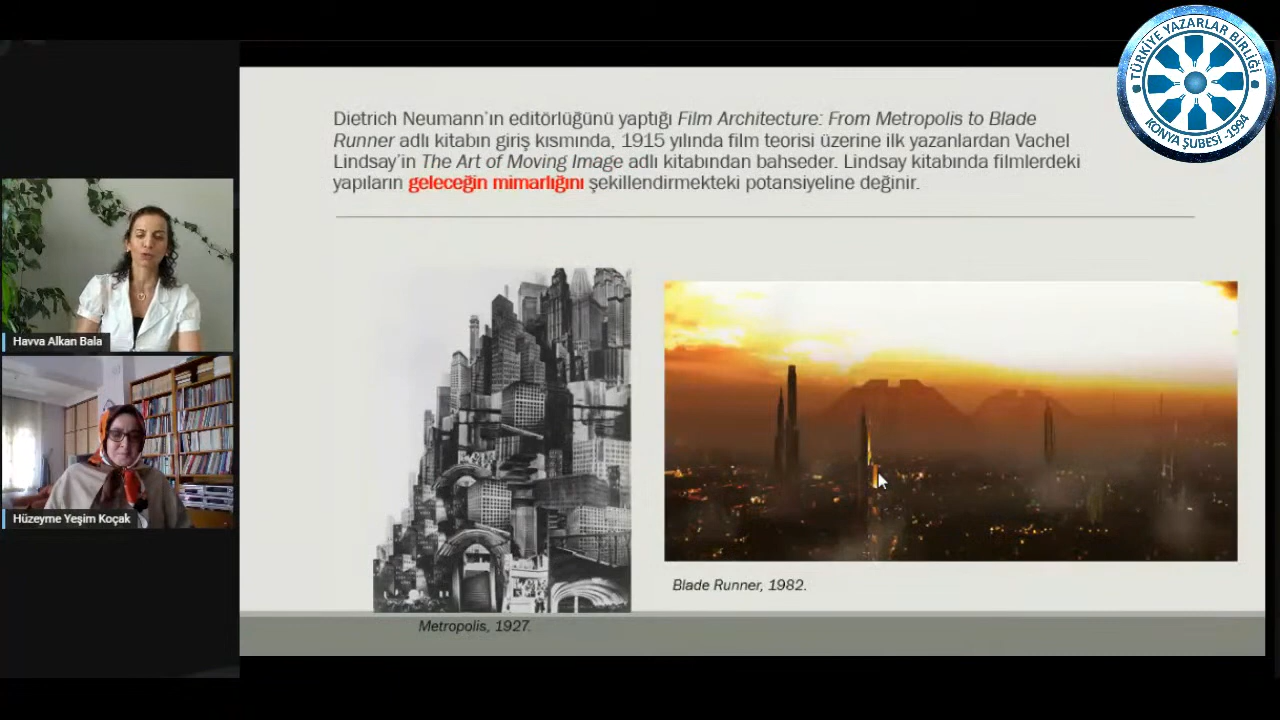 TÜRKİYE YAZARLAR BİRLİĞİ
KONYA ŞUBESİ -1994
Dietrich Neumann'ın editörlüğünü yaptığı Film Architecture: From Metropolis to Blade
Runner adlı kitabın giriş kısmında, 1915 yılında film teorisi üzerine ilk yazanlardan Vachel
Lindsay'in The Art of Moving Image adlı kitabından bahseder. Lindsay kitabında filmlerdeki
yapıların geleceğin mimarlığını şekillendirmekteki potansiyeline değinir.
Havva Alkan Bala
Hüzeyme Yeşim Koçak
Blade Runner, 1982.
Metropolis, 1927.